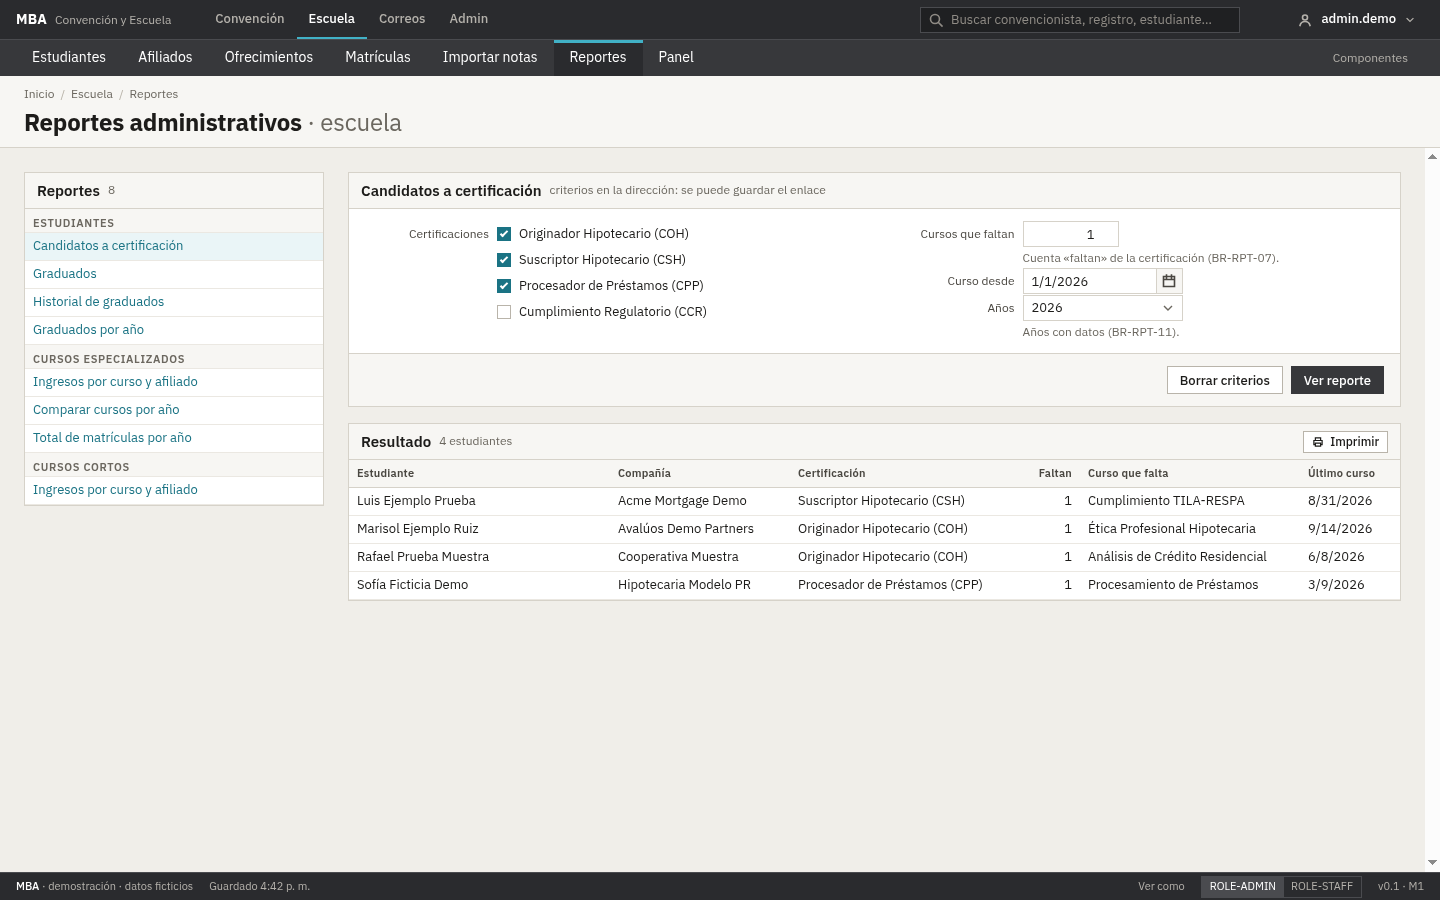 MBA Convención y Escuela Convención Escuela Correos Admin Buscar convencionista, registro, estudiante... admin.demo
Estudiantes Afiliados Ofrecimientos Matrículas Importar notas Reportes Panel Componentes
Inicio / Escuela / Reportes
Reportes administrativos · escuela
Reportes 8
ESTUDIANTES
Candidatos a certificación
Graduados
Historial de graduados
Graduados por año
CURSOS ESPECIALIZADOS
Ingresos por curso y afiliado
Comparar cursos por año
Total de matrículas por año
CURSOS CORTOS
Ingresos por curso y afiliado
Candidatos a certificación criterios en la dirección: se puede guardar el enlace
Certificaciones
Originador Hipotecario (COH)
Suscriptor Hipotecario (CSH)
Procesador de Préstamos (CPP)
Cumplimiento Regulatorio (CCR)
Cursos que faltan 1
Cuenta «faltan» de la certificación (BR-RPT-07).
Curso desde 1/1/2026
Años 2026
Años con datos (BR-RPT-11).
Borrar criterios Ver reporte
Resultado 4 estudiantes Imprimir
Estudiante Compañía Certificación Faltan Curso que falta Último curso
Luis Ejemplo Prueba Acme Mortgage Demo Suscriptor Hipotecario (CSH) 1 Cumplimiento TILA-RESPA 8/31/2026
Marisol Ejemplo Ruiz Avalúos Demo Partners Originador Hipotecario (COH) 1 Ética Profesional Hipotecaria 9/14/2026
Rafael Prueba Muestra Cooperativa Muestra Originador Hipotecario (COH) 1 Análisis de Crédito Residencial 6/8/2026
Sofía Ficticia Demo Hipotecaria Modelo PR Procesador de Préstamos (CPP) 1 Procesamiento de Préstamos 3/9/2026
MBA · demostración · datos ficticios Guardado 4:42 p. m. Ver como ROLE-ADMIN ROLE-STAFF v0.1 · M1